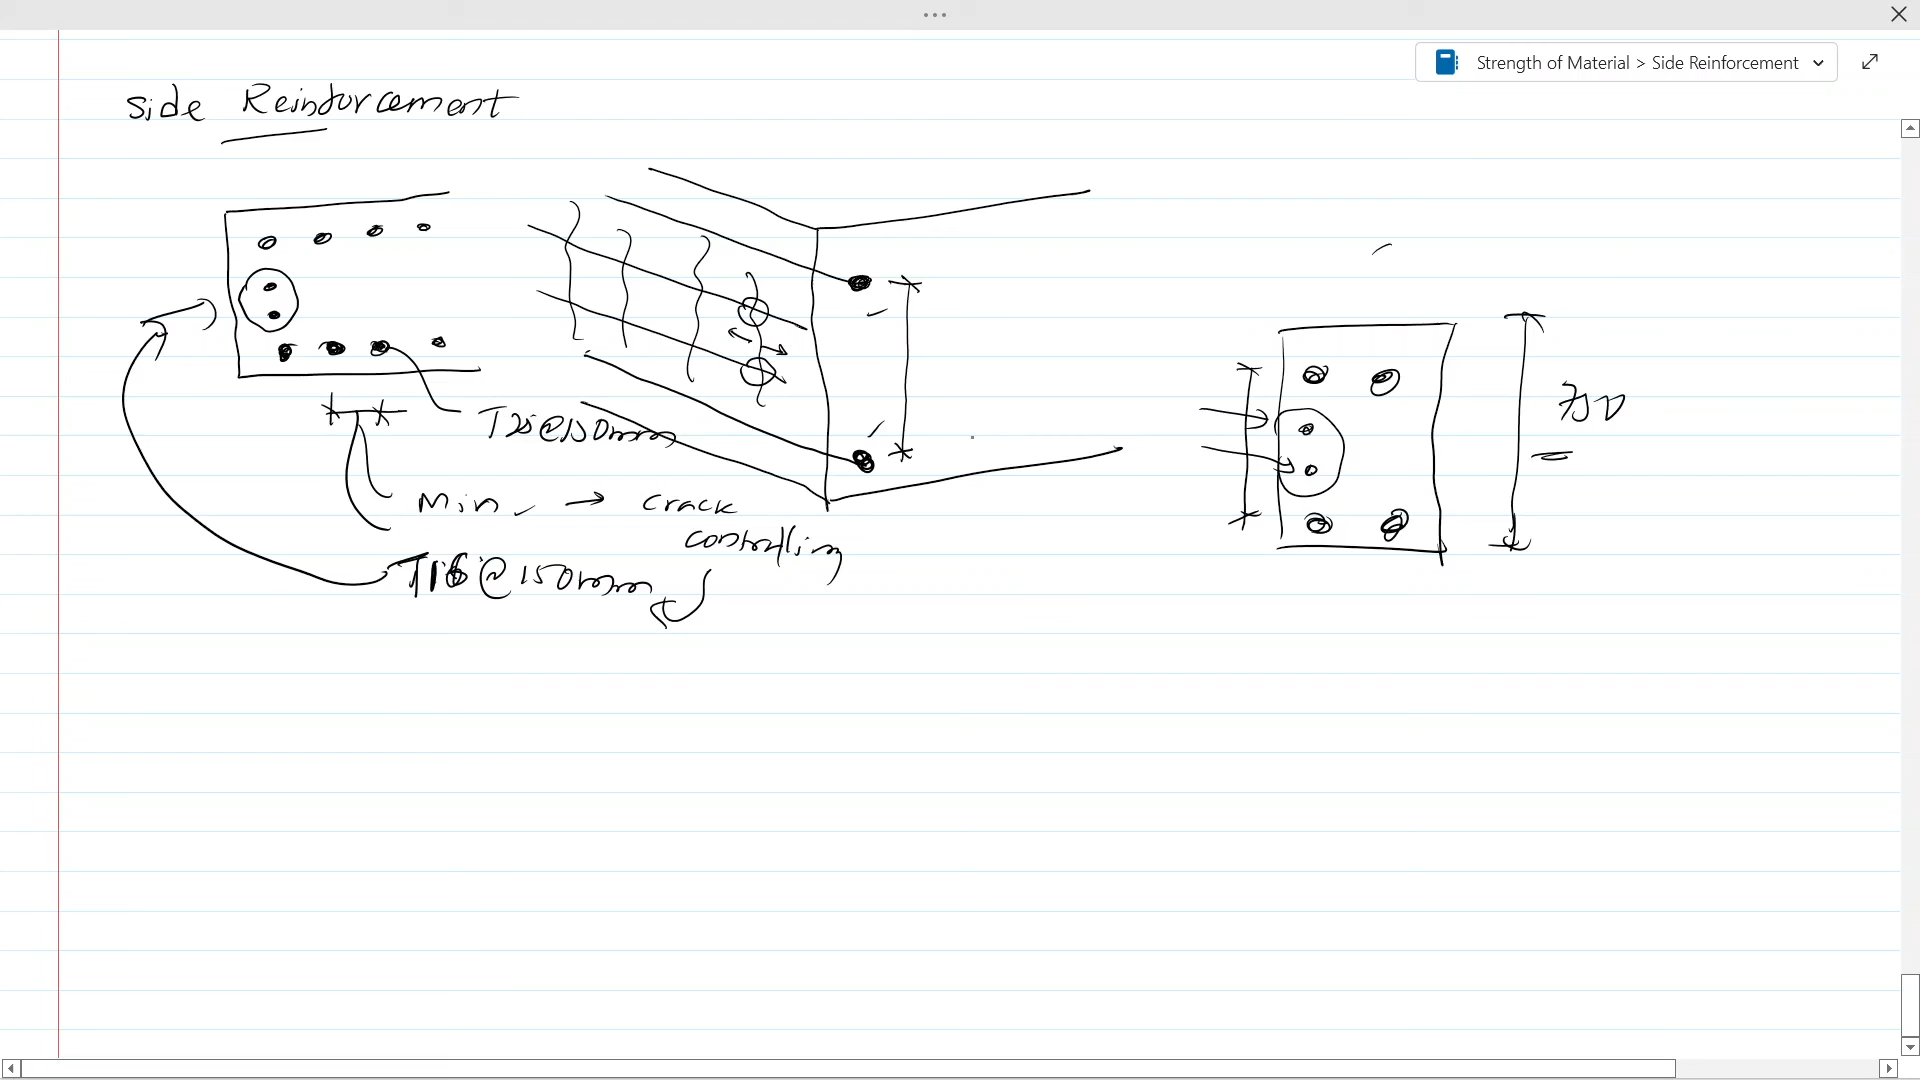 Strength of Material > Side Reinforcement
Side Reinforcement
T25@150mm
Min → crack
controlling
T16@150mm
750